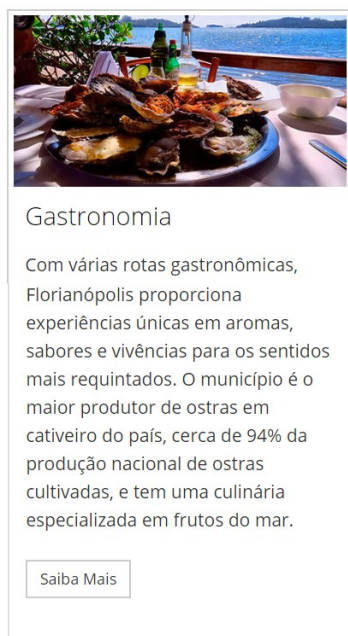 Gastronomia
Com várias rotas gastronômicas,
Florianópolis proporciona
experiências únicas em aromas,
sabores e vivências para os sentidos
mais requintados. O município é o
maior produtor de ostras em
cativeiro do país, cerca de 94% da
produção nacional de ostras
cultivadas, e tem uma culinária
especializada em frutos do mar.
Saiba Mais